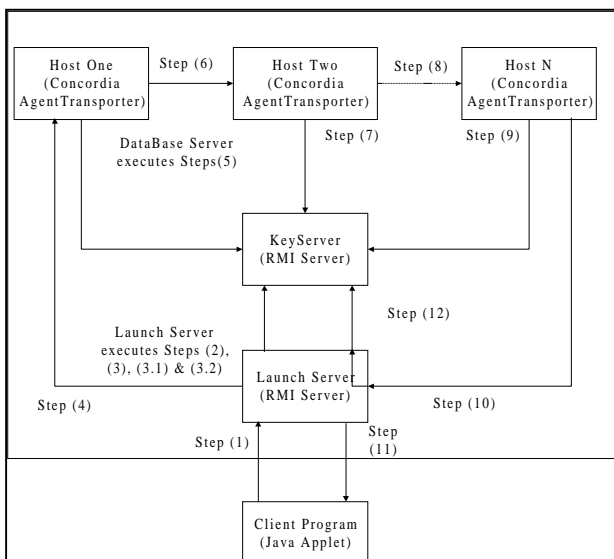 Host One
(Concordia
AgentTransporter)
Step (6)
Host Two
(Concordia
AgentTransporter)
Step (8)
Host N
(Concordia
AgentTransporter)
DataBase Server
executes Steps(5)
Step (7)
Step (9)
KeyServer
(RMI Server)
Step (12)
Launch Server
executes Steps (2),
(3), (3.1) & (3.2)
Launch Server
(RMI Server)
Step (4)
Step (10)
Step (1)
Step
(11)
Client Program
(Java Applet)